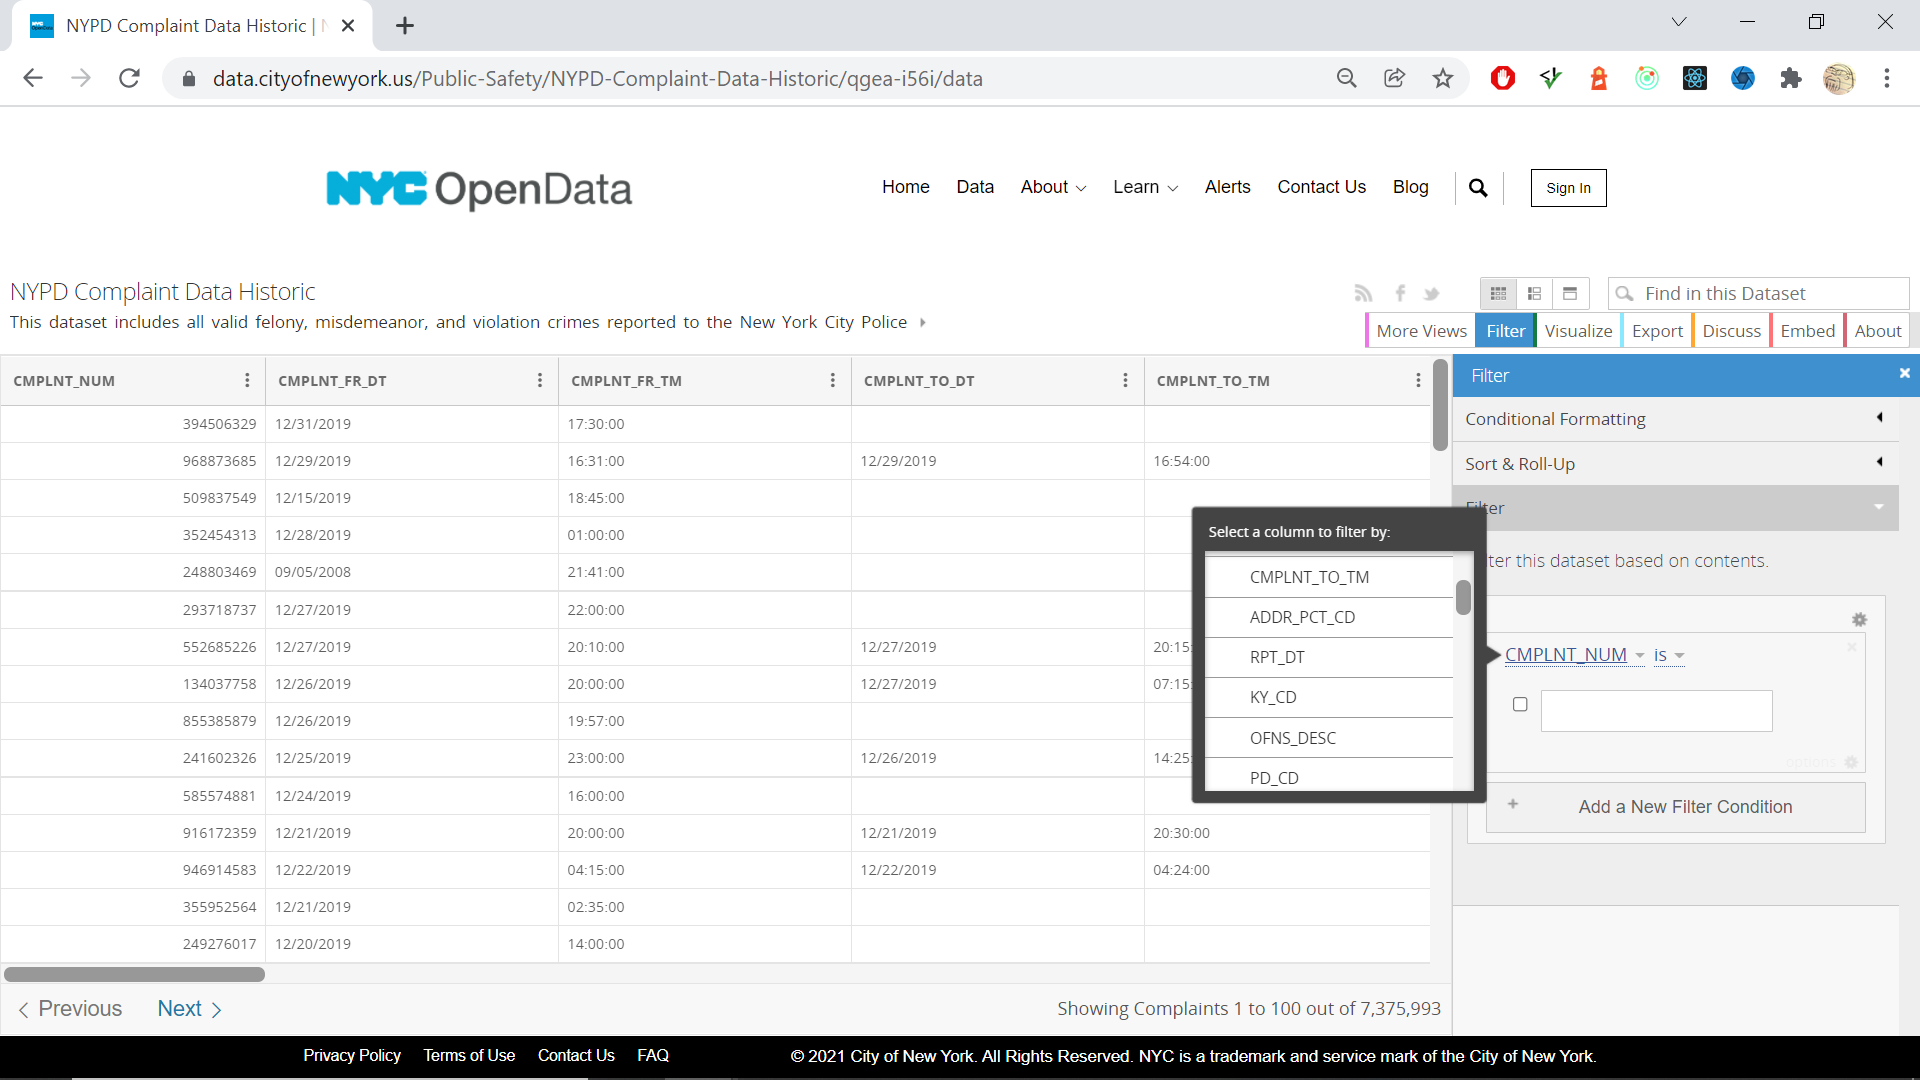 NYPD Complaint Data Historic |
data.cityofnewyork.us/Public-Safety/NYPD-Complaint-Data-Historic/qgea-i56i/data
NYC OpenData
Home Data About Learn Alerts Contact Us Blog Sign In
NYPD Complaint Data Historic
Find in this Dataset
This dataset includes all valid felony, misdemeanor, and violation crimes reported to the New York City Police
More Views Filter Visualize Export Discuss Embed About
CMPLNT_NUM CMPLNT_FR_DT CMPLNT_FR_TM CMPLNT_TO_DT CMPLNT_TO_TM
394506329 12/31/2019 17:30:00
968873685 12/29/2019 16:31:00 12/29/2019 16:54:00
509837549 12/15/2019 18:45:00
352454313 12/28/2019 01:00:00
248803469 09/05/2008 21:41:00
293718737 12/27/2019 22:00:00
552685226 12/27/2019 20:10:00 12/27/2019 20:15:
134037758 12/26/2019 20:00:00 12/27/2019 07:15:
855385879 12/26/2019 19:57:00
241602326 12/25/2019 23:00:00 12/26/2019 14:25:
585574881 12/24/2019 16:00:00
916172359 12/21/2019 20:00:00 12/21/2019 20:30:00
946914583 12/22/2019 04:15:00 12/22/2019 04:24:00
355952564 12/21/2019 02:35:00
249276017 12/20/2019 14:00:00
Filter
Conditional Formatting
Sort & Roll-Up
Filter
ter this dataset based on contents.
Select a column to filter by:
CMPLNT_TO_TM
ADDR_PCT_CD
RPT_DT
KY_CD
OFNS_DESC
PD_CD
CMPLNT_NUM is
options
Add a New Filter Condition
Previous Next
Showing Complaints 1 to 100 out of 7,375,993
Privacy Policy Terms of Use Contact Us FAQ © 2021 City of New York. All Rights Reserved. NYC is a trademark and service mark of the City of New York.